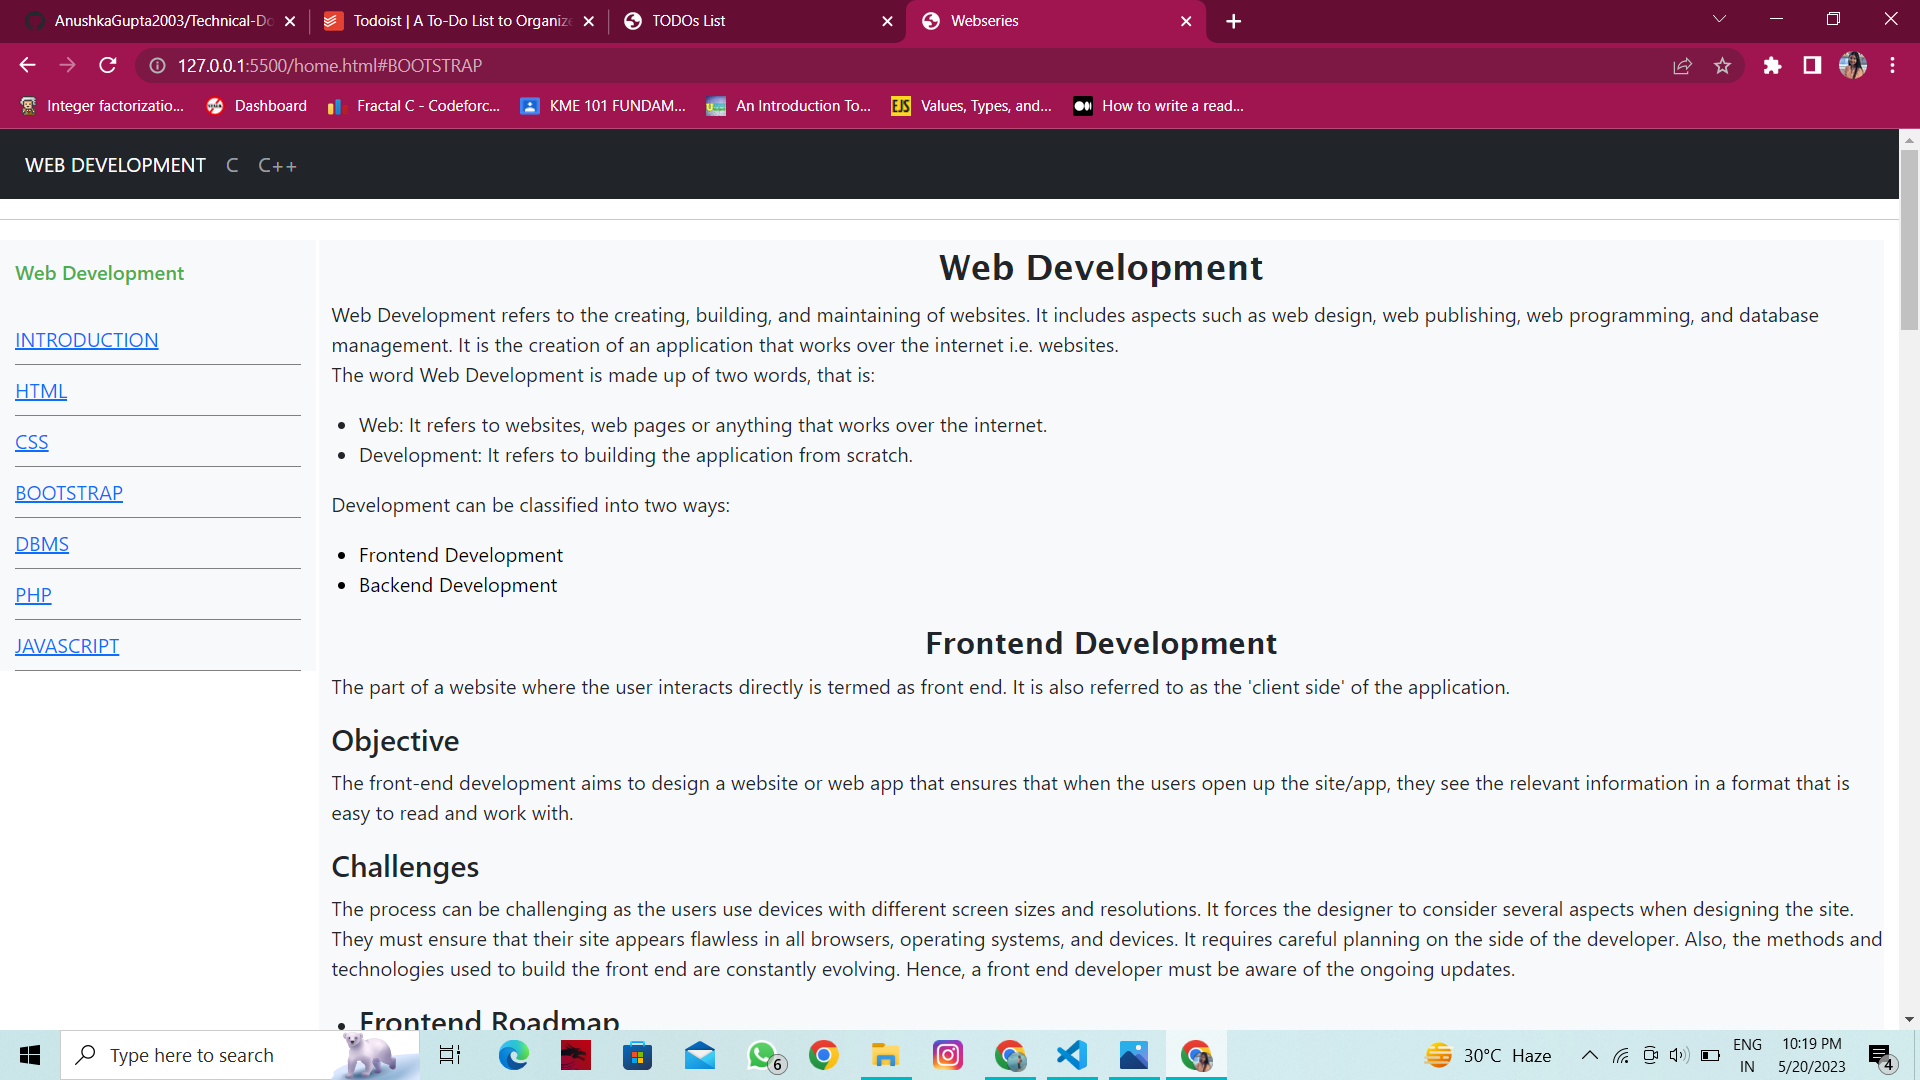 AnushkaGupta2003/Technical-Do
Todoist | A To-Do List to Organize
TODOs List
Webseries
127.0.0.1:5500/home.html#BOOTSTRAP
Integer factorizatio...
Dashboard
Fractal C - Codeforc...
KME 101 FUNDAM...
An Introduction To...
EJS
Values, Types, and...
How to write a read...
WEB DEVELOPMENT C C++
Web Development
INTRODUCTION
HTML
CSS
BOOTSTRAP
DBMS
PHP
JAVASCRIPT
Web Development
Web Development refers to the creating, building, and maintaining of websites. It includes aspects such as web design, web publishing, web programming, and database
management. It is the creation of an application that works over the internet i.e. websites.
The word Web Development is made up of two words, that is:
• Web: It refers to websites, web pages or anything that works over the internet.
• Development: It refers to building the application from scratch.
Development can be classified into two ways:
• Frontend Development
• Backend Development
Frontend Development
The part of a website where the user interacts directly is termed as front end. It is also referred to as the 'client side' of the application.
Objective
The front-end development aims to design a website or web app that ensures that when the users open up the site/app, they see the relevant information in a format that is
easy to read and work with.
Challenges
The process can be challenging as the users use devices with different screen sizes and resolutions. It forces the designer to consider several aspects when designing the site.
They must ensure that their site appears flawless in all browsers, operating systems, and devices. It requires careful planning on the side of the developer. Also, the methods and
technologies used to build the front end are constantly evolving. Hence, a front end developer must be aware of the ongoing updates.
• Frontend Roadmap
Type here to search
6
30°C Haze
ENG
IN
10:19 PM
5/20/2023
4